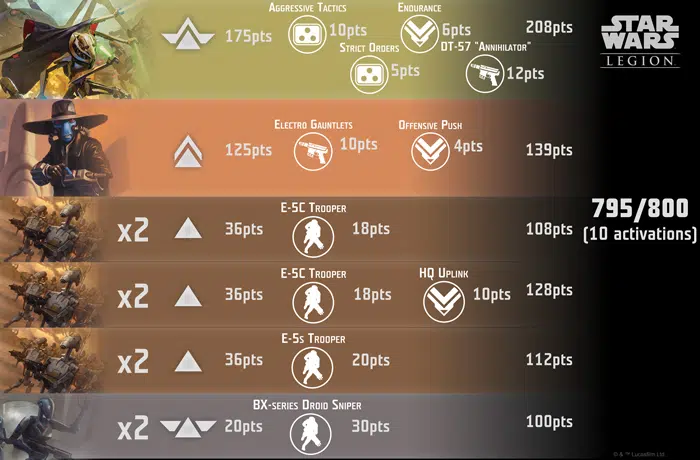 Aggressive Tactics Endurance
175pts 10pts 6pts 208pts
Strict Orders DT-57 "Annihilator"
5pts 12pts
STAR WARS
LEGION
Electro Gauntlets Offensive Push
125pts 10pts 4pts 139pts
795/800
(10 activations)
E-5C Trooper
x2 36pts 18pts 108pts
E-5C Trooper HQ Uplink
x2 36pts 18pts 10pts 128pts
E-5s Trooper
x2 36pts 20pts 112pts
BX-series Droid Sniper
x2 20pts 30pts 100pts
© & ™ Lucasfilm Ltd.